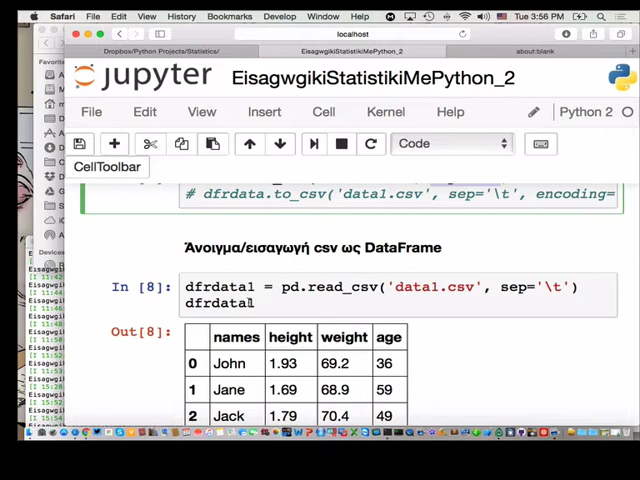 Safari File Edit View History Bookmarks Develop Window Help Tue 3:56 PM
localhost
Dropbox/Python Projects/Statistics/ EisagwgikiStatistikiMePython_2 about:blank
Favorite
jupyter EisagwgikiStatistikiMePython_2
File Edit View Insert Cell Kernel Help Python 2
Code
CellToolbar
# dfrdata.to_csv('data1.csv', sep='\t', encoding=
Άνοιγμα/εισαγωγή csv ως DataFrame
In [8]: dfrdata1 = pd.read_csv('data1.csv', sep='\t')
dfrdata1
Out[8]:
names height weight age
0 John 1.93 69.2 36
1 Jane 1.69 68.9 59
2 Jack 1.79 70.4 49